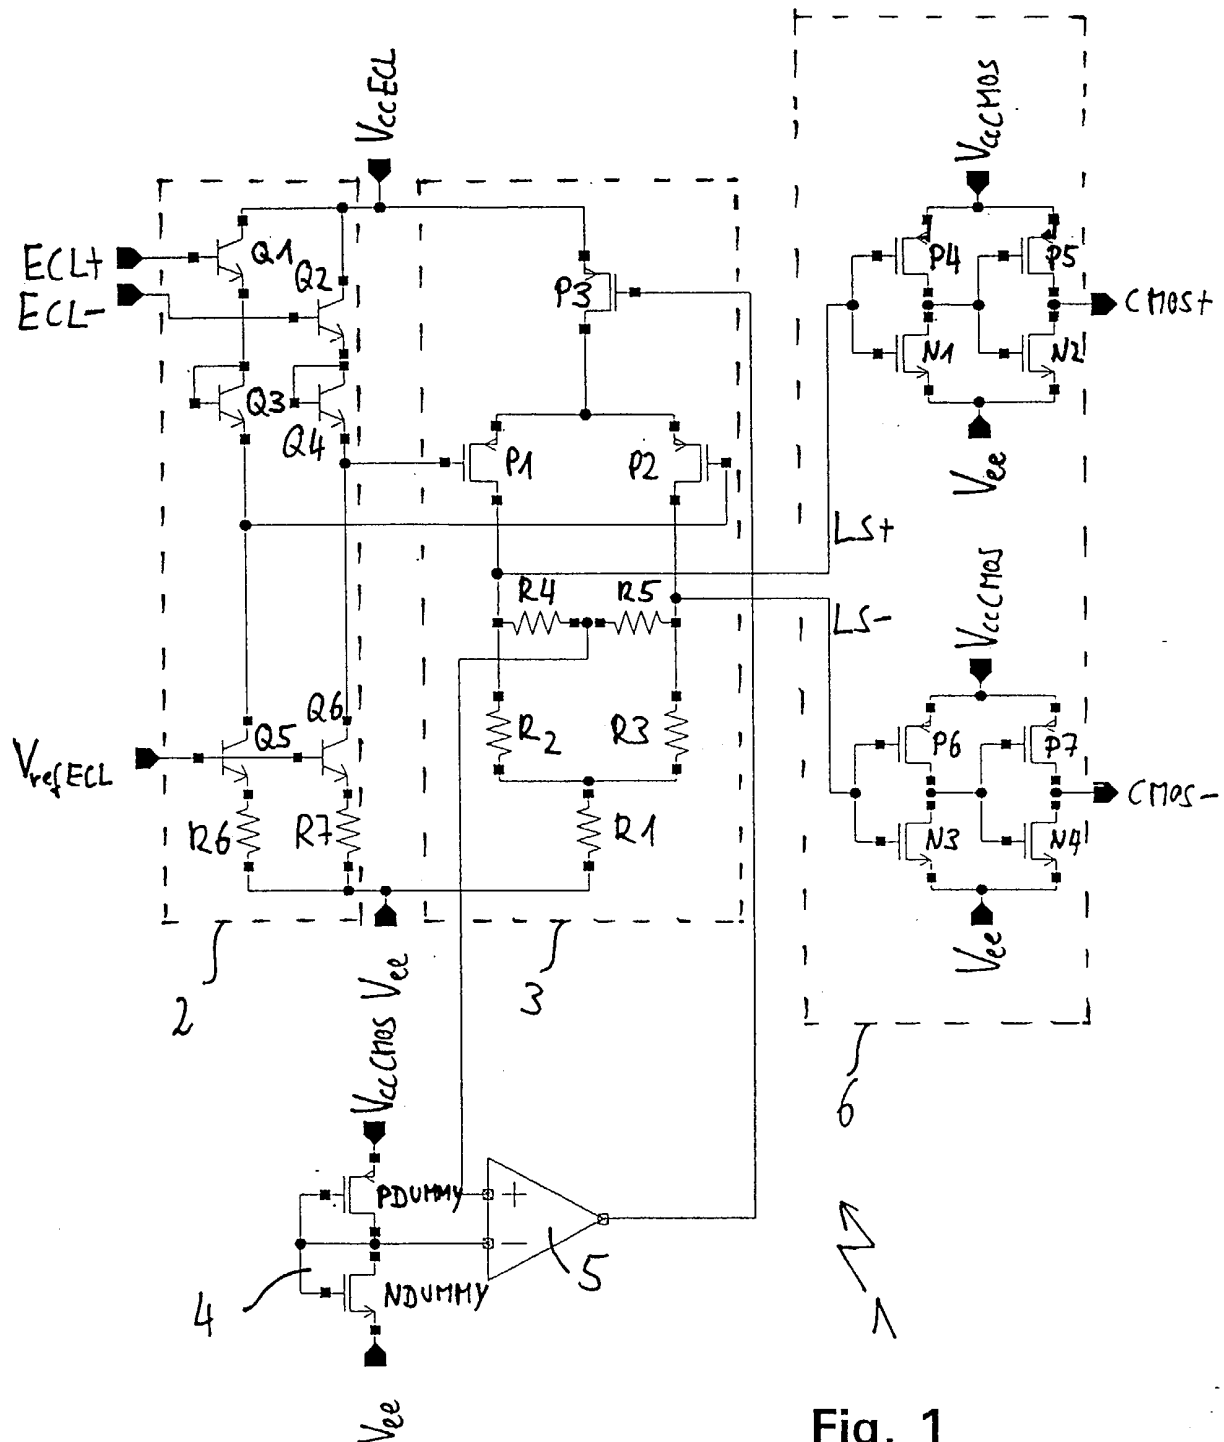 VccECL
VccCMOS
ECL+
Q1
P4
P5
ECL-
Q2
P3
CMOS+
N1
N2
Q3
Q4
P1
P2
Vee
LS+
R4
R5
VccCMOS
LS-
Q6
Q5
R2
R3
P6
P7
VrefECL
CMOS-
R6
R7
R1
N3
N4
Vee
Vee
2
3
VccCMOS
6
PDUMMY
+
-
5
NDUMMY
4
1
Vee
Fig. 1